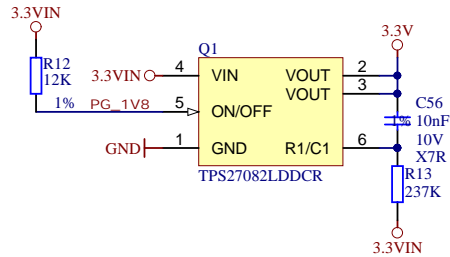 3.3VIN
R12
12K
1%
PG_1V8
Q1
3.3VIN
4
VIN
VOUT
2
VOUT
3
5
ON/OFF
GND
1
GND
R1/C1
6
TPS27082LDDCR
3.3V
C56
1%
10nF
10V
X7R
R13
237K
3.3VIN